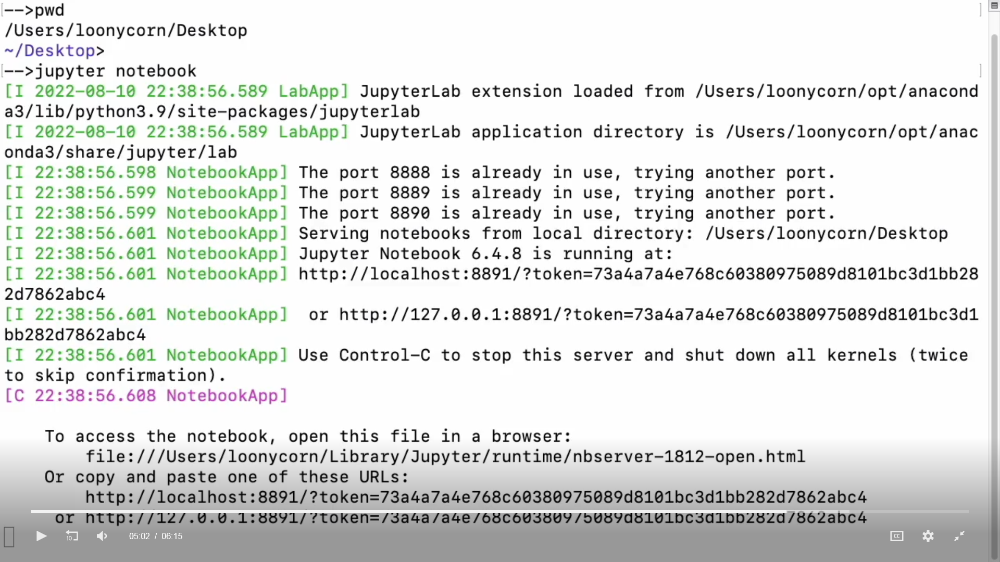 -->pwd
/Users/loonycorn/Desktop
~/Desktop>
-->jupyter notebook
[I 2022-08-10 22:38:56.589 LabApp] JupyterLab extension loaded from /Users/loonycorn/opt/anacond
a3/lib/python3.9/site-packages/jupyterlab
[I 2022-08-10 22:38:56.589 LabApp] JupyterLab application directory is /Users/loonycorn/opt/anac
onda3/share/jupyter/lab
[I 22:38:56.598 NotebookApp] The port 8888 is already in use, trying another port.
[I 22:38:56.599 NotebookApp] The port 8889 is already in use, trying another port.
[I 22:38:56.599 NotebookApp] The port 8890 is already in use, trying another port.
[I 22:38:56.601 NotebookApp] Serving notebooks from local directory: /Users/loonycorn/Desktop
[I 22:38:56.601 NotebookApp] Jupyter Notebook 6.4.8 is running at:
[I 22:38:56.601 NotebookApp] http://localhost:8891/?token=73a4a7a4e768c60380975089d8101bc3d1bb28
2d7862abc4
[I 22:38:56.601 NotebookApp]  or http://127.0.0.1:8891/?token=73a4a7a4e768c60380975089d8101bc3d1
bb282d7862abc4
[I 22:38:56.601 NotebookApp] Use Control-C to stop this server and shut down all kernels (twice
to skip confirmation).
[C 22:38:56.608 NotebookApp]
To access the notebook, open this file in a browser:
file:///Users/loonycorn/Library/Jupyter/runtime/nbserver-1812-open.html
Or copy and paste one of these URLs:
http://localhost:8891/?token=73a4a7a4e768c60380975089d8101bc3d1bb282d7862abc4
or http://127.0.0.1:8891/?token=73a4a7a4e768c60380975089d8101bc3d1bb282d7862abc4
10 05:02 / 06:15 CC